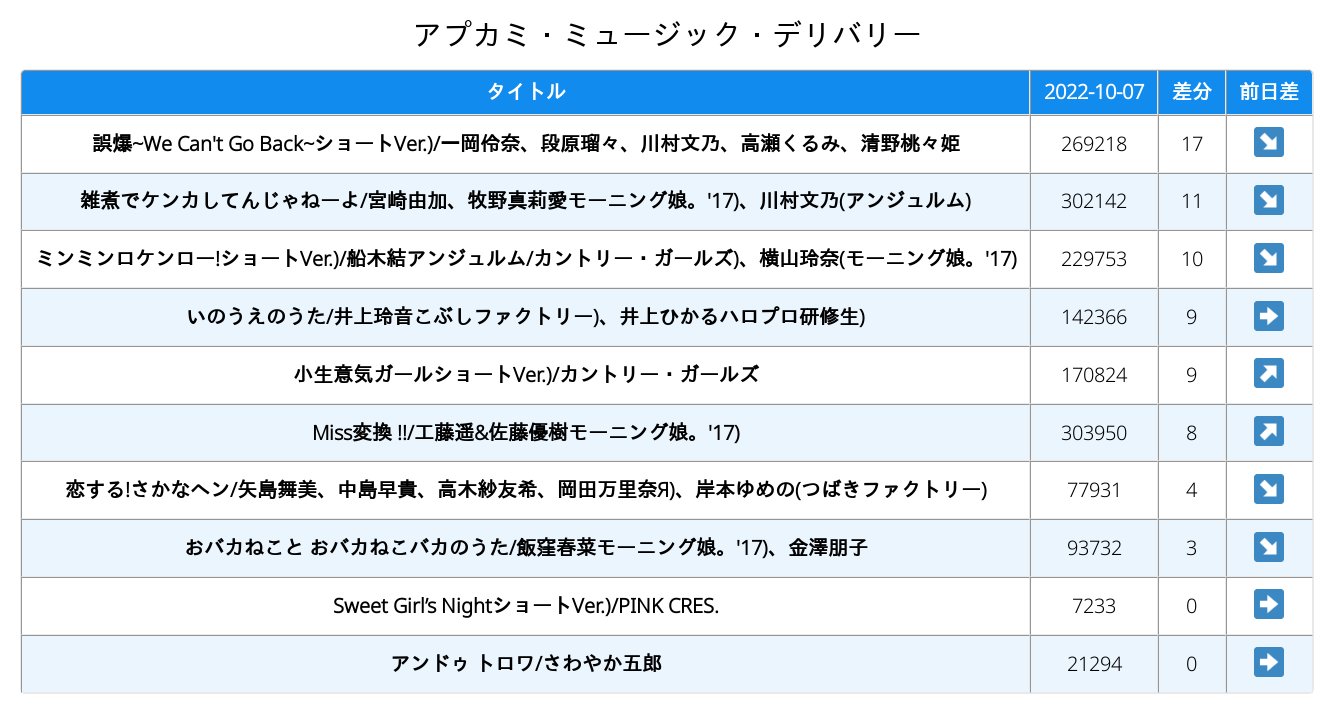 アプカミ・ミュージック・デリバリー
タイトル 2022-10-07 差分 前日差
誤爆~We Can't Go Back~ショートVer.)/一岡伶奈、段原瑠々、川村文乃、高瀬くるみ、清野桃々姫 269218 17 ↘
雑煮でケンカしてんじゃねーよ/宮崎由加、牧野真莉愛モーニング娘。'17)、川村文乃(アンジュルム) 302142 11 ↘
ミンミンロケンロー!ショートVer.)/船木結アンジュルム/カントリー・ガールズ)、横山玲奈(モーニング娘。'17) 229753 10 ↘
いのうえのうた/井上玲音こぶしファクトリー)、井上ひかるハロプロ研修生) 142366 9 ➡
小生意気ガールショートVer.)/カントリー・ガールズ 170824 9 ↗
Miss変換 !!/工藤遥&佐藤優樹モーニング娘。'17) 303950 8 ↗
恋する!さかなヘン/矢島舞美、中島早貴、高木紗友希、岡田万里奈Я)、岸本ゆめの(つばきファクトリー) 77931 4 ↘
おバカねこと おバカねこバカのうた/飯窪春菜モーニング娘。'17)、金澤朋子 93732 3 ↘
Sweet Girl’s NightショートVer.)/PINK CRES. 7233 0 ➡
アンドゥ トロワ/さわやか五郎 21294 0 ➡